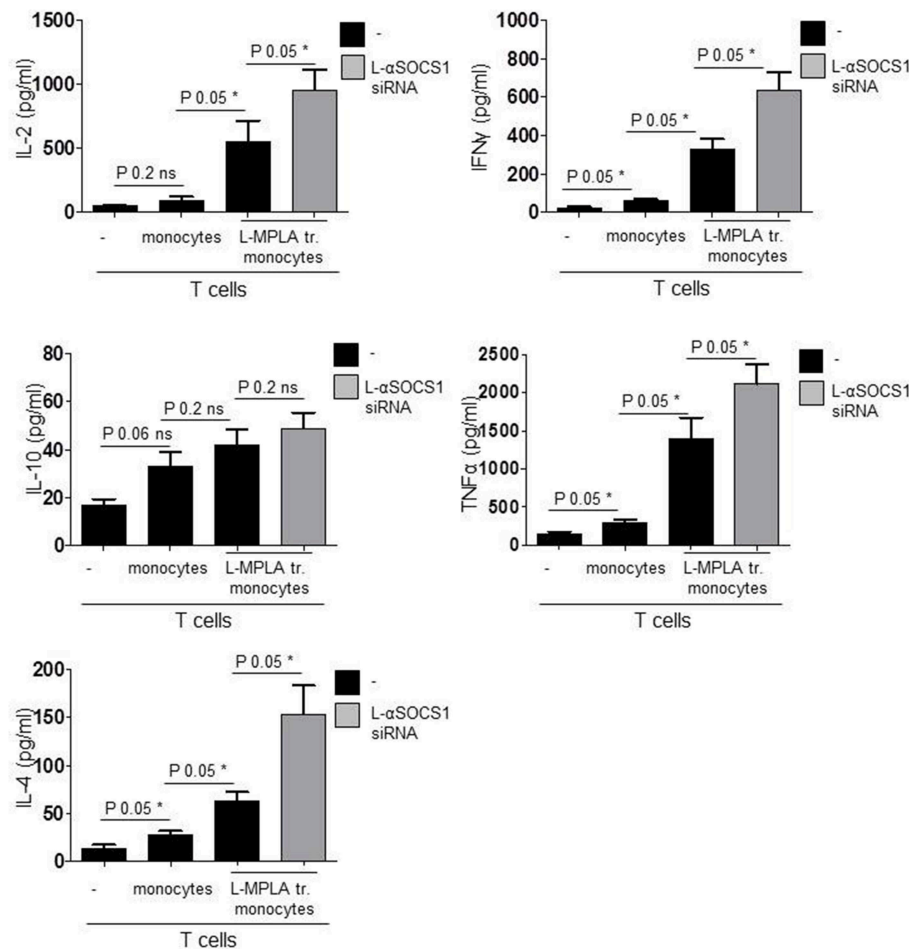 IL-2 (pg/ml)
1500
1000
500
0
P 0.2 ns
P 0.05 *
P 0.05 *
-
L-αSOCS1
siRNA
- monocytes L-MPLA tr.
monocytes
T cells
IFNγ (pg/ml)
1000
800
600
400
200
0
P 0.05 *
P 0.05 *
P 0.05 *
-
L-αSOCS1
siRNA
- monocytes L-MPLA tr.
monocytes
T cells
IL-10 (pg/ml)
80
60
40
20
0
P 0.06 ns
P 0.2 ns
P 0.2 ns
-
L-αSOCS1
siRNA
- monocytes L-MPLA tr.
monocytes
T cells
TNFα (pg/ml)
2500
2000
1500
1000
500
0
P 0.05 *
P 0.05 *
P 0.05 *
-
L-αSOCS1
siRNA
- monocytes L-MPLA tr.
monocytes
T cells
IL-4 (pg/ml)
200
150
100
50
0
P 0.05 *
P 0.05 *
P 0.05 *
-
L-αSOCS1
siRNA
- monocytes L-MPLA tr.
monocytes
T cells